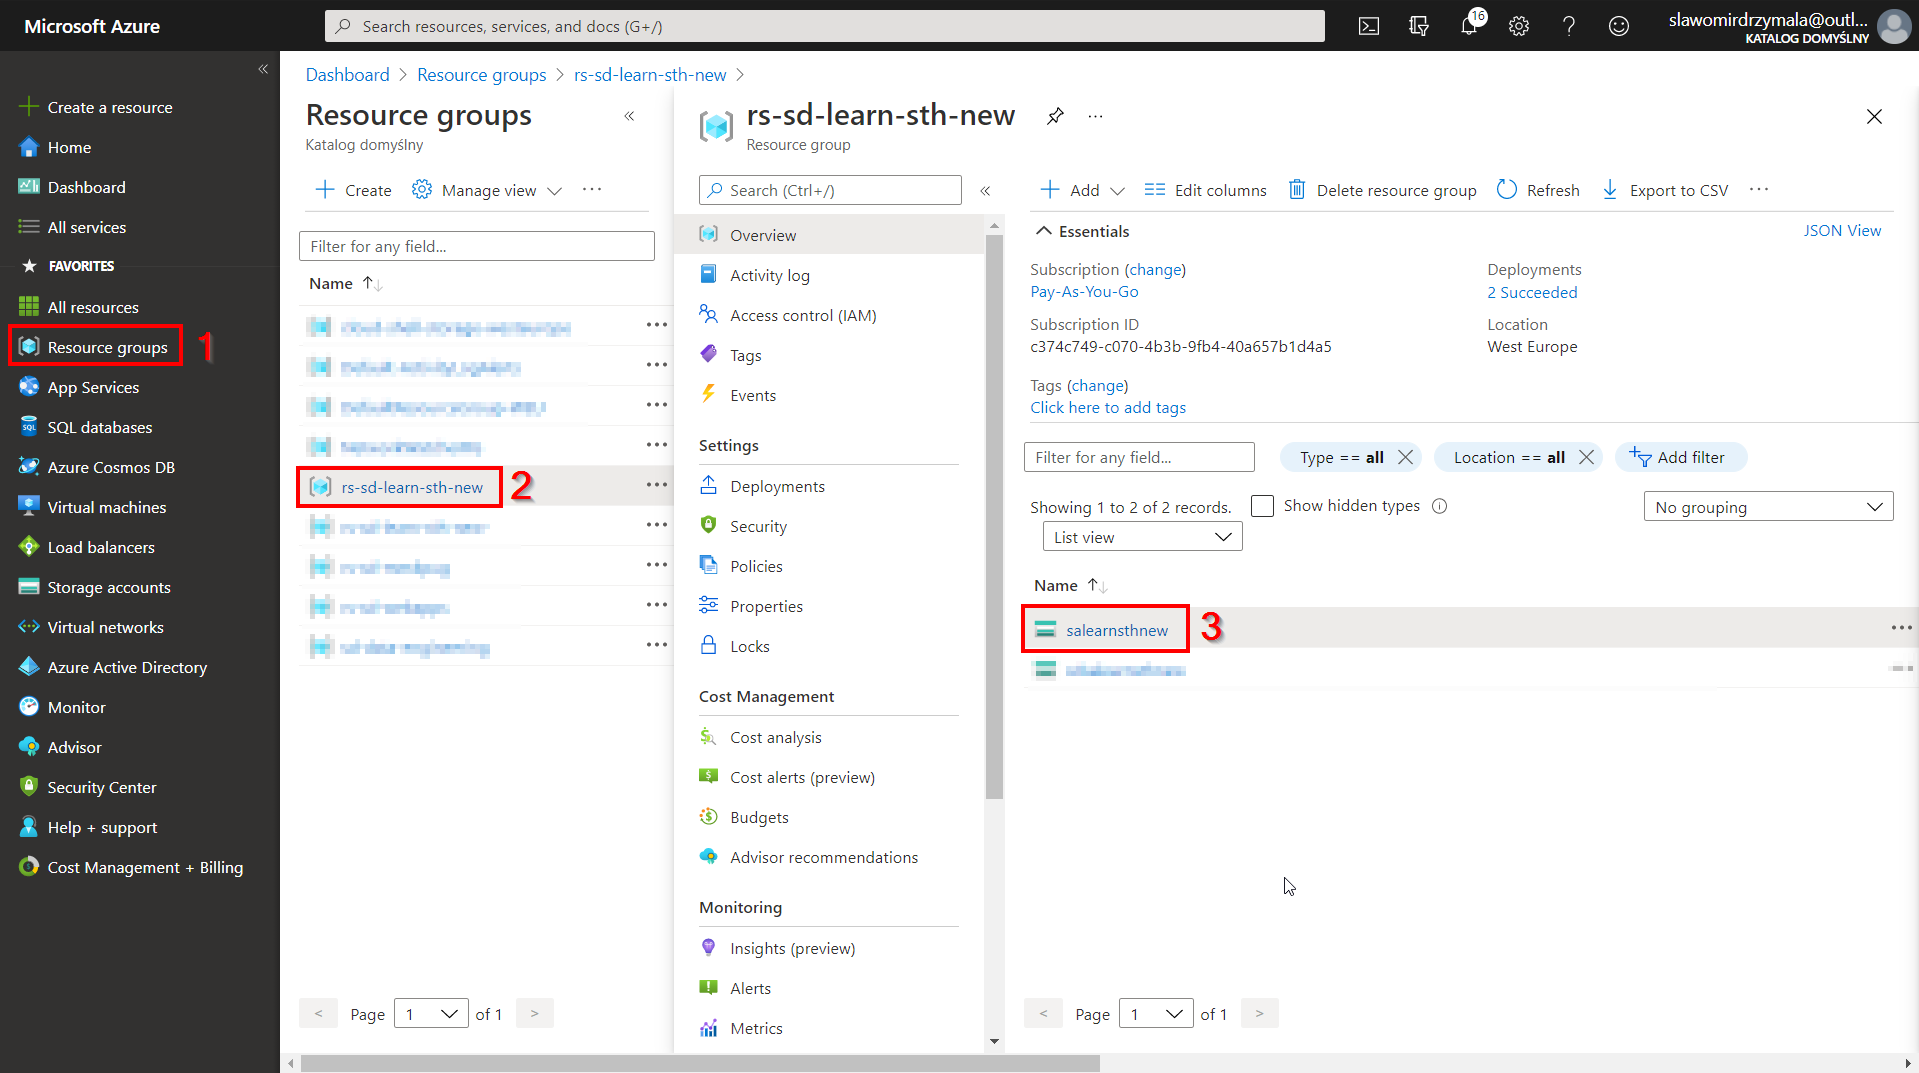 Microsoft Azure
Search resources, services, and docs (G+/)
16
slawomirdrzymala@outl...
KATALOG DOMYŚLNY
Create a resource
Home
Dashboard
All services
FAVORITES
All resources
Resource groups
1
App Services
SQL databases
Azure Cosmos DB
Virtual machines
Load balancers
Storage accounts
Virtual networks
Azure Active Directory
Monitor
Advisor
Security Center
Help + support
Cost Management + Billing
Dashboard > Resource groups > rs-sd-learn-sth-new >
Resource groups
Katalog domyślny
Create
Manage view
Filter for any field...
Name
rs-sd-learn-sth-new
2
< Page 1 of 1 >
rs-sd-learn-sth-new
Resource group
Search (Ctrl+/)
Overview
Activity log
Access control (IAM)
Tags
Events
Settings
Deployments
Security
Policies
Properties
Locks
Cost Management
Cost analysis
Cost alerts (preview)
Budgets
Advisor recommendations
Monitoring
Insights (preview)
Alerts
Metrics
Add
Edit columns
Delete resource group
Refresh
Export to CSV
Essentials
JSON View
Subscription (change)
Pay-As-You-Go
Subscription ID
c374c749-c070-4b3b-9fb4-40a657b1d4a5
Tags (change)
Click here to add tags
Deployments
2 Succeeded
Location
West Europe
Filter for any field...
Type == all
Location == all
Add filter
Showing 1 to 2 of 2 records.
Show hidden types
No grouping
List view
Name
salearnsthnew
3
< Page 1 of 1 >